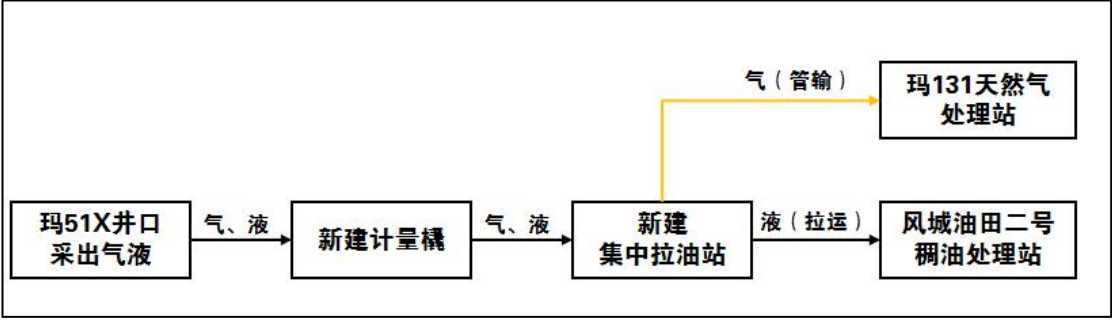 气（管输）
玛131天然气
处理站
玛51X井口
采出气液
气、液
新建计量橇
气、液
新建
集中拉油站
液（拉运）
风城油田二号
稠油处理站